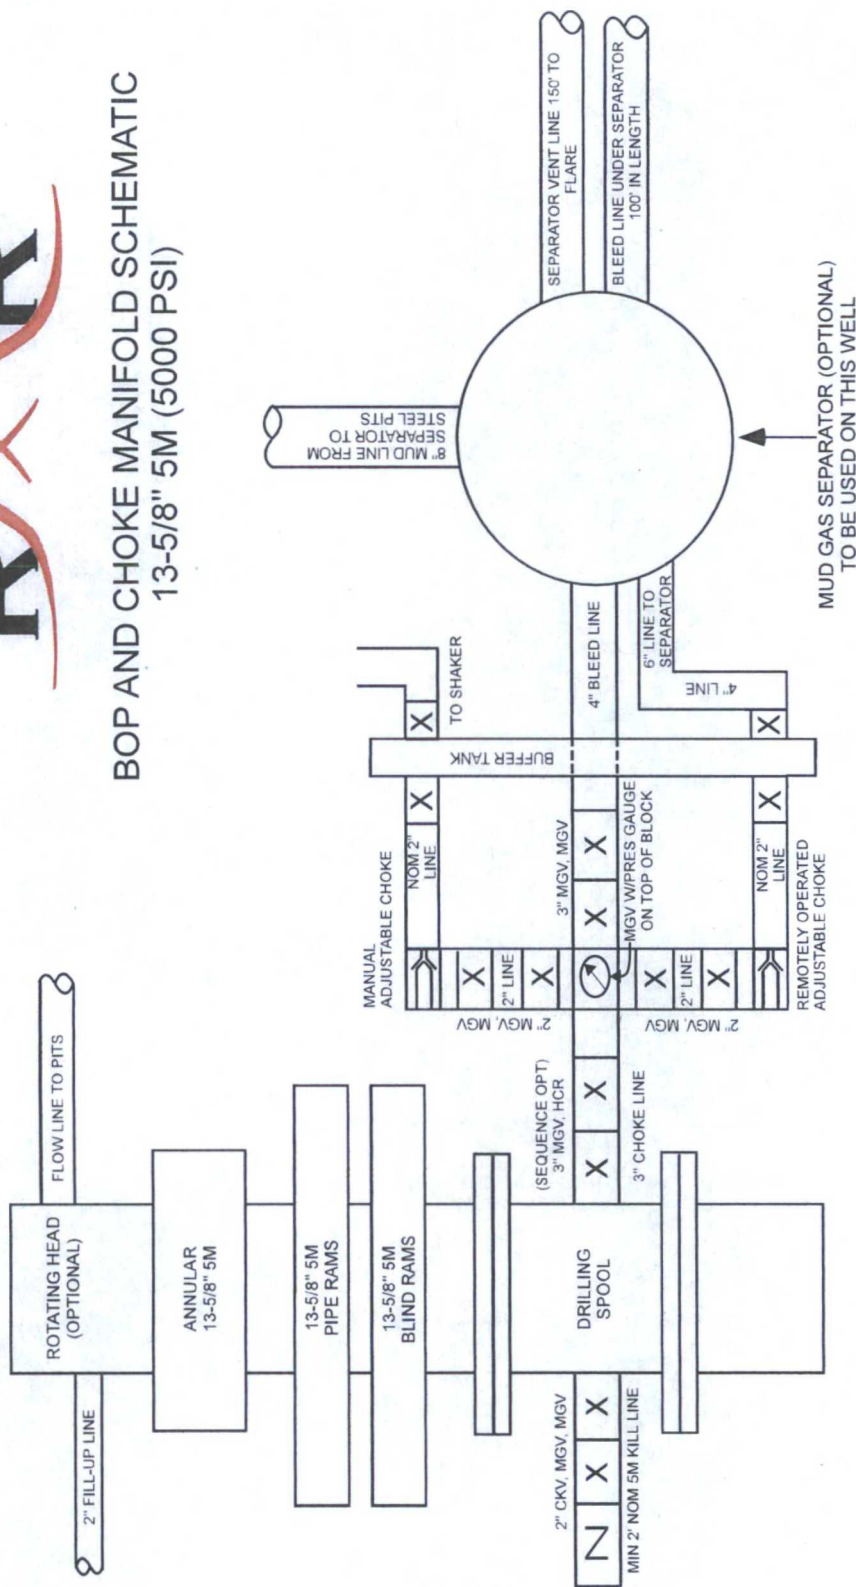 BOP AND CHOKE MANIFOLD SCHEMATIC
13-5/8" 5M (5000 PSI)
2" FILL-UP LINE
ROTATING HEAD
(OPTIONAL)
FLOW LINE TO PITS
ANNULAR
13-5/8" 5M
13-5/8" 5M
PIPE RAMS
13-5/8" 5M
BLIND RAMS
2" CKV, MGV, MGV
N
X
X
MIN 2' NOM 5M KILL LINE
DRILLING
SPOOL
(SEQUENCE OPT)
3" MGV, HCR
X
X
3" CHOKE LINE
MANUAL
ADJUSTABLE CHOKE
NOM 2"
LINE
X
X
TO SHAKER
X
2" LINE
X
2" MGV, MGV
3" MGV, MGV
X
X
MGV W/PRES GAUGE
ON TOP OF BLOCK
X
2" LINE
X
2" MGV, MGV
REMOTELY OPERATED
ADJUSTABLE CHOKE
NOM 2"
LINE
X
X
BUFFER TANK
4" BLEED LINE
6" LINE TO
SEPARATOR
4" LINE
8" MUD LINE FROM
SEPARATOR TO
STEEL PITS
SEPARATOR VENT LINE 150' TO
FLARE
BLEED LINE UNDER SEPARATOR
100' IN LENGTH
MUD GAS SEPARATOR (OPTIONAL)
TO BE USED ON THIS WELL